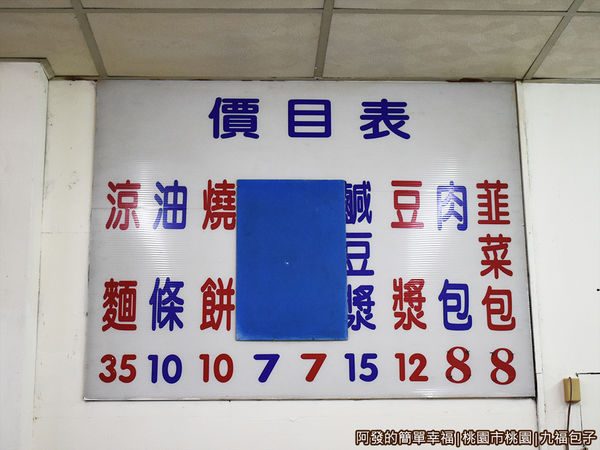 價目表
韭菜包 8
肉包 8
豆漿 12
鹹豆漿 15
7
7
燒餅 10
油條 10
涼麵 35
阿發的簡單幸福|桃園市桃園|九福包子